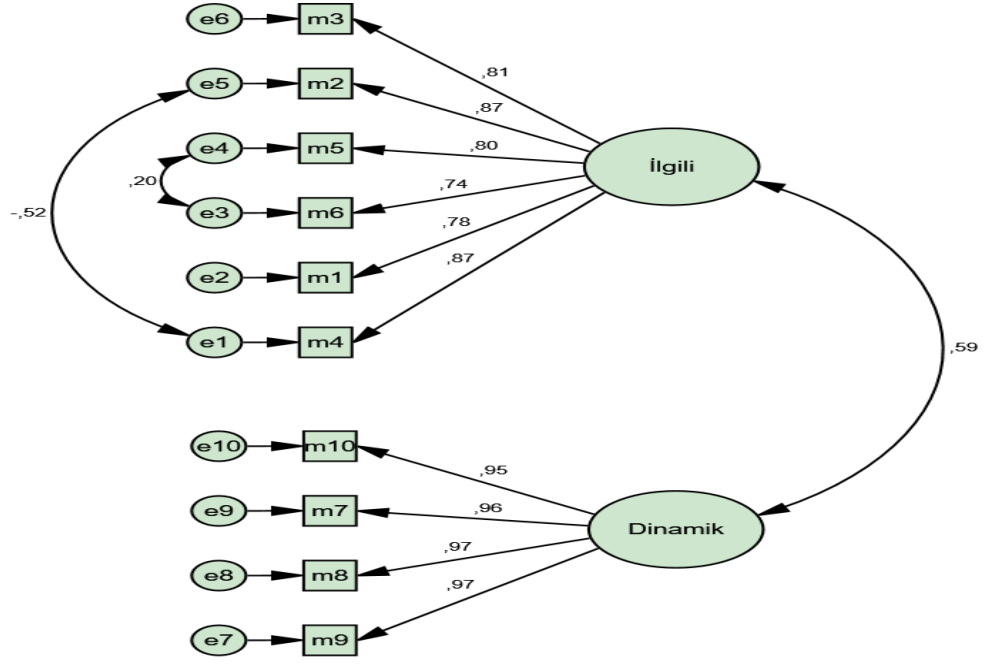 e6 m3
,81
e5 m2
,87
e4 m5
,80
İlgili
,20
-,52
e3 m6
,74
,78
e2 m1
,87
e1 m4
,59
e10 m10
,95
e9 m7
,96
Dinamik
,97
e8 m8
,97
e7 m9